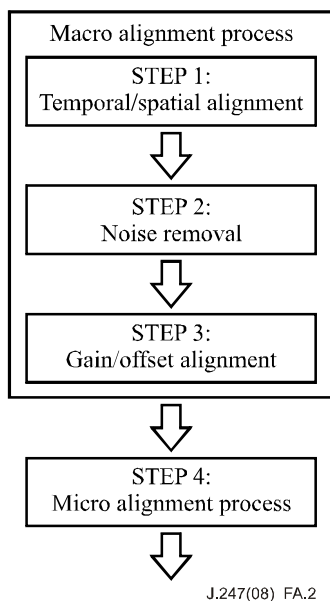 Macro alignment process
STEP 1:
Temporal/spatial alignment
STEP 2:
Noise removal
STEP 3:
Gain/offset alignment
STEP 4:
Micro alignment process
J.247(08)_FA.2